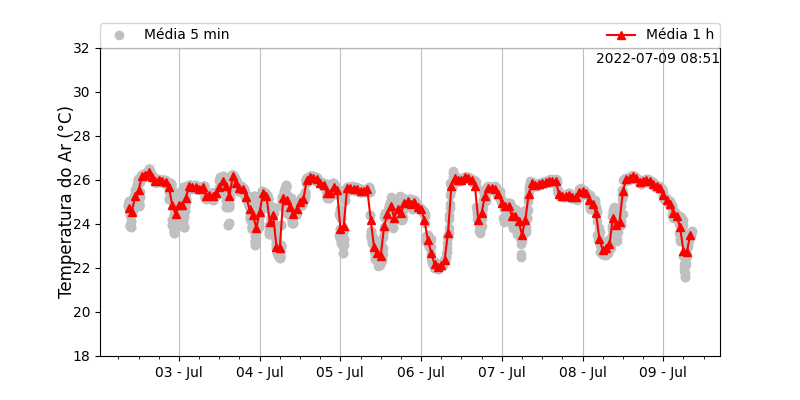 Média 5 min
Média 1 h
2022-07-09 08:51
Temperatura do Ar (°C)
32
30
28
26
24
22
20
18
03 - Jul
04 - Jul
05 - Jul
06 - Jul
07 - Jul
08 - Jul
09 - Jul